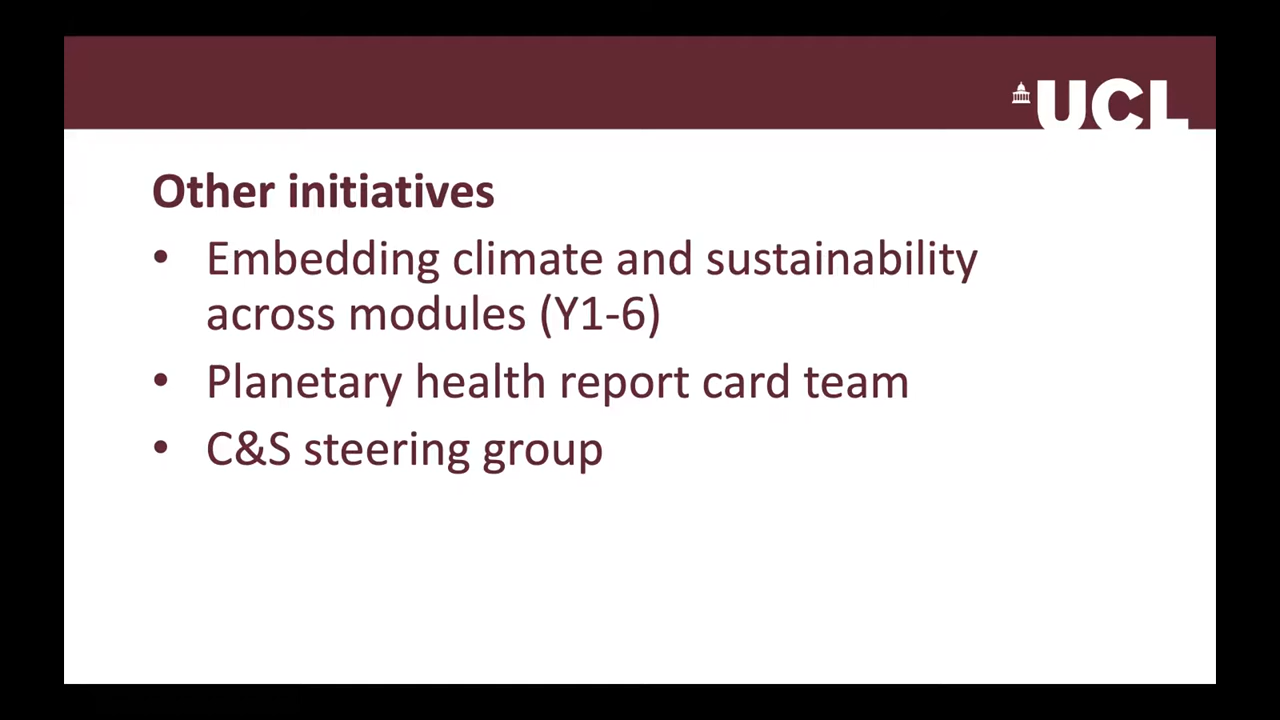 UCL
Other initiatives
• Embedding climate and sustainability
across modules (Y1-6)
• Planetary health report card team
• C&S steering group